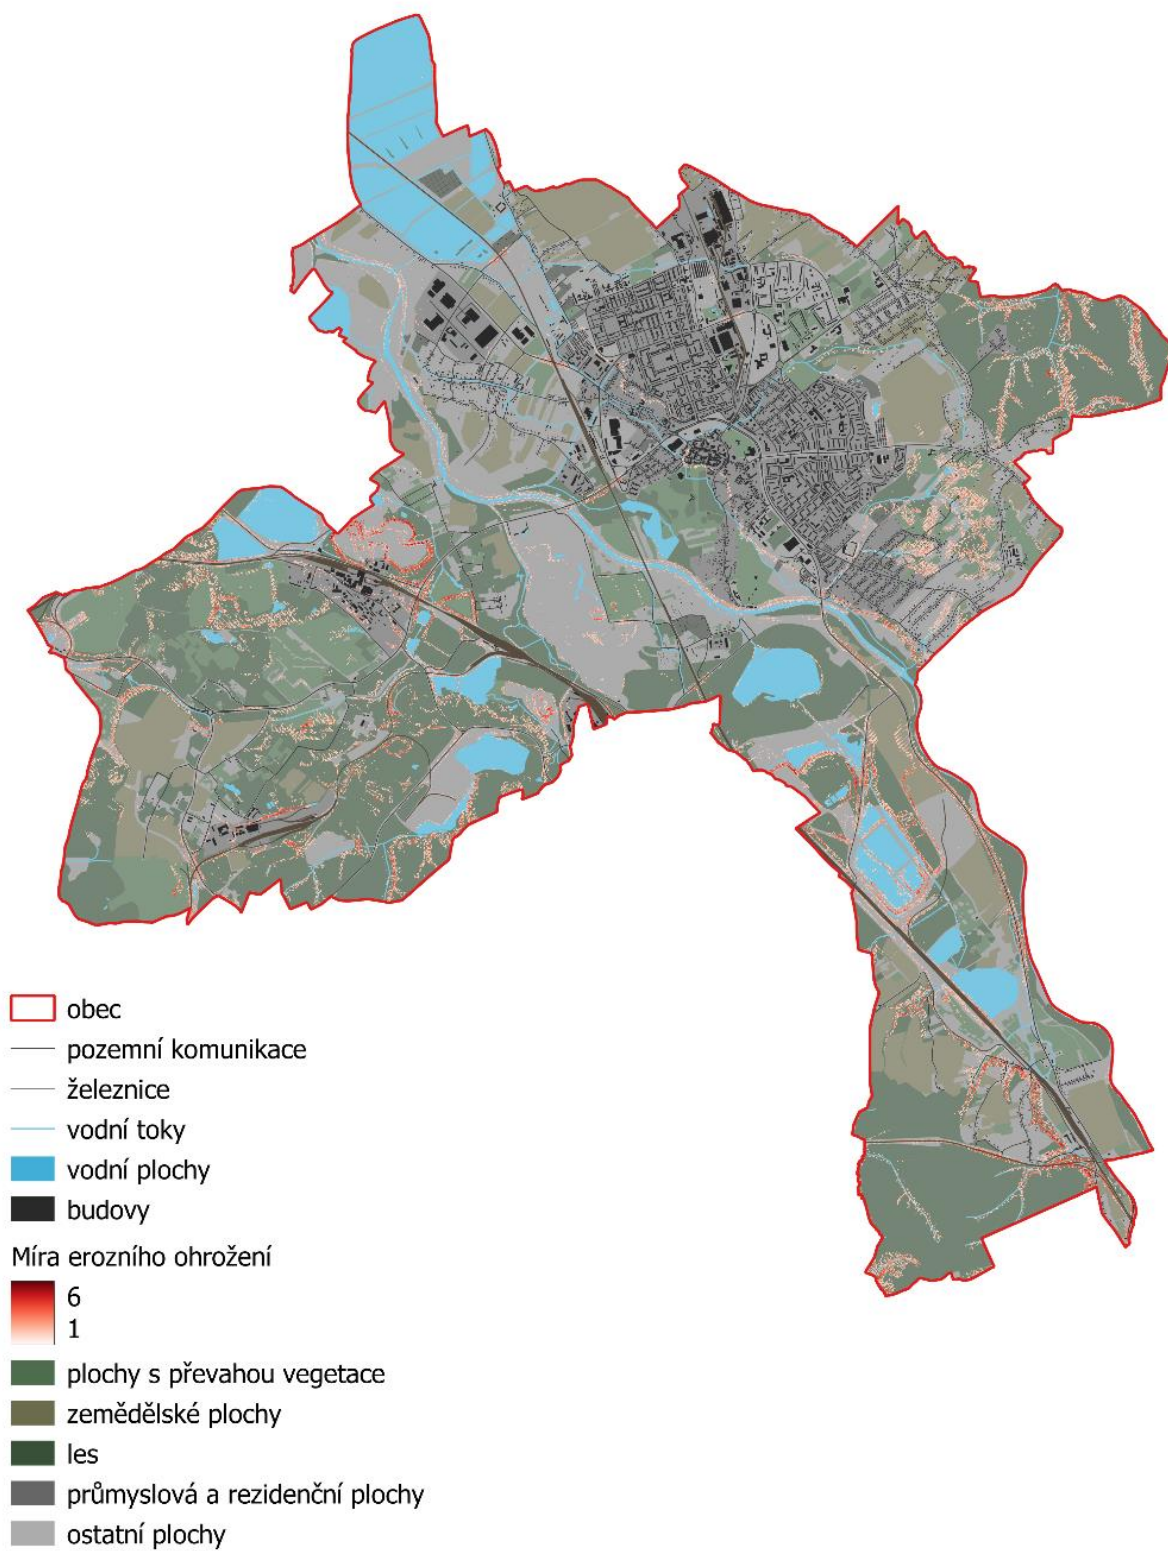 obec
pozemní komunikace
železnice
vodní toky
vodní plochy
budovy
Míra erozního ohrožení
6
1
plochy s převahou vegetace
zemědělské plochy
les
průmyslová a rezidenční plochy
ostatní plochy